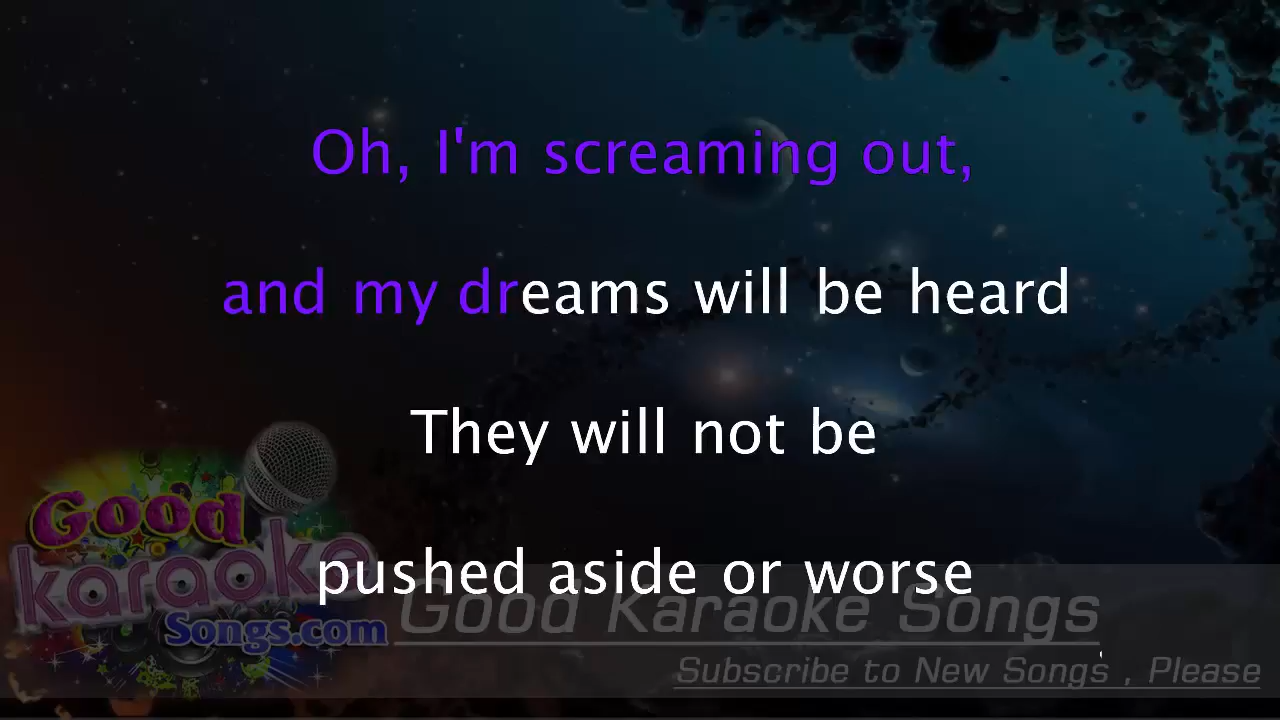 Oh, I'm screaming out,
and my dreams will be heard
They will not be
pushed aside or worse
Good
karaoke
Songs.com
Good Karaoke Songs
Subscribe to New Songs , Please